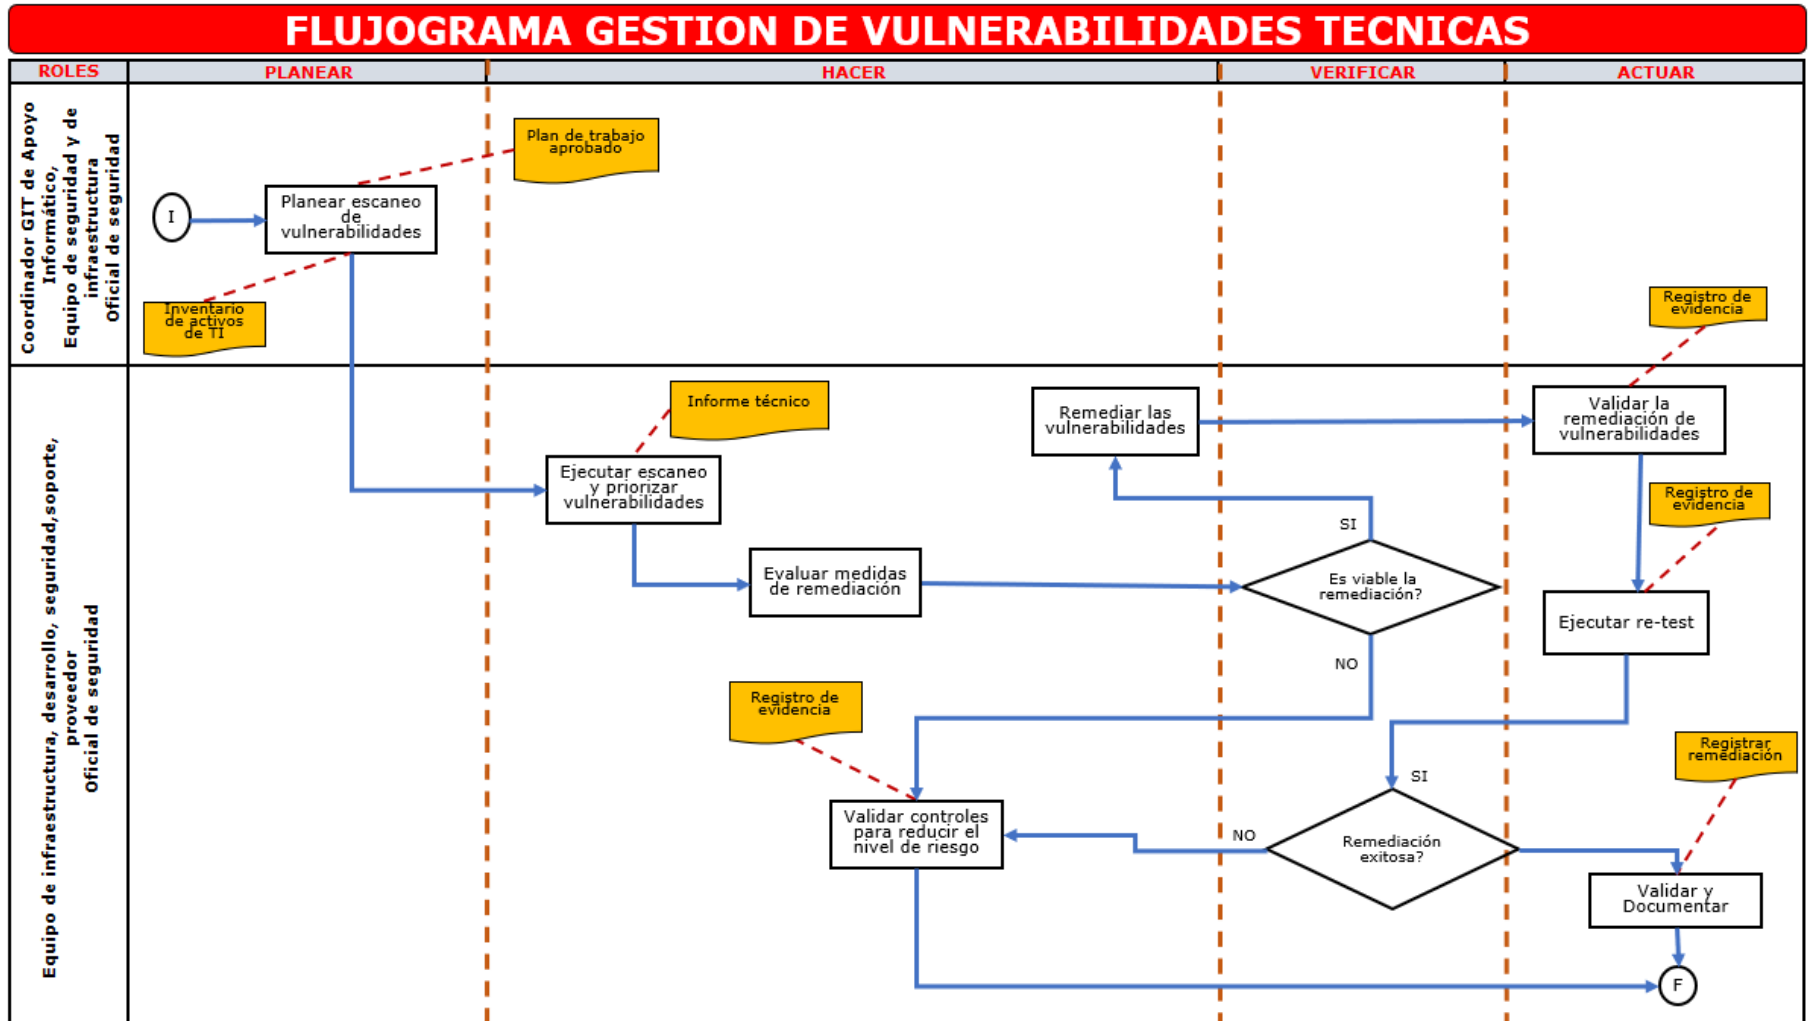 FLUJOGRAMA GESTION DE VULNERABILIDADES TECNICAS
ROLES
PLANEAR
HACER
VERIFICAR
ACTUAR
Coordinador GIT de Apoyo
Informático,
Equipo de seguridad y de
infraestructura
Oficial de seguridad
I
Planear escaneo
de
vulnerabilidades
Plan de trabajo
aprobado
Inventario
de activos
de TI
Registro de
evidencia
Equipo de infraestructura, desarrollo, seguridad,soporte,
proveedor
Oficial de seguridad
Informe técnico
Ejecutar escaneo
y priorizar
vulnerabilidades
Evaluar medidas
de remediación
Remediar las
vulnerabilidades
Validar la
remediación de
vulnerabilidades
Registro de
evidencia
SI
Es viable la
remediación?
NO
Ejecutar re-test
Registro de
evidencia
Validar controles
para reducir el
nivel de riesgo
SI
NO
Remediación
exitosa?
Registrar
remediación
Validar y
Documentar
F